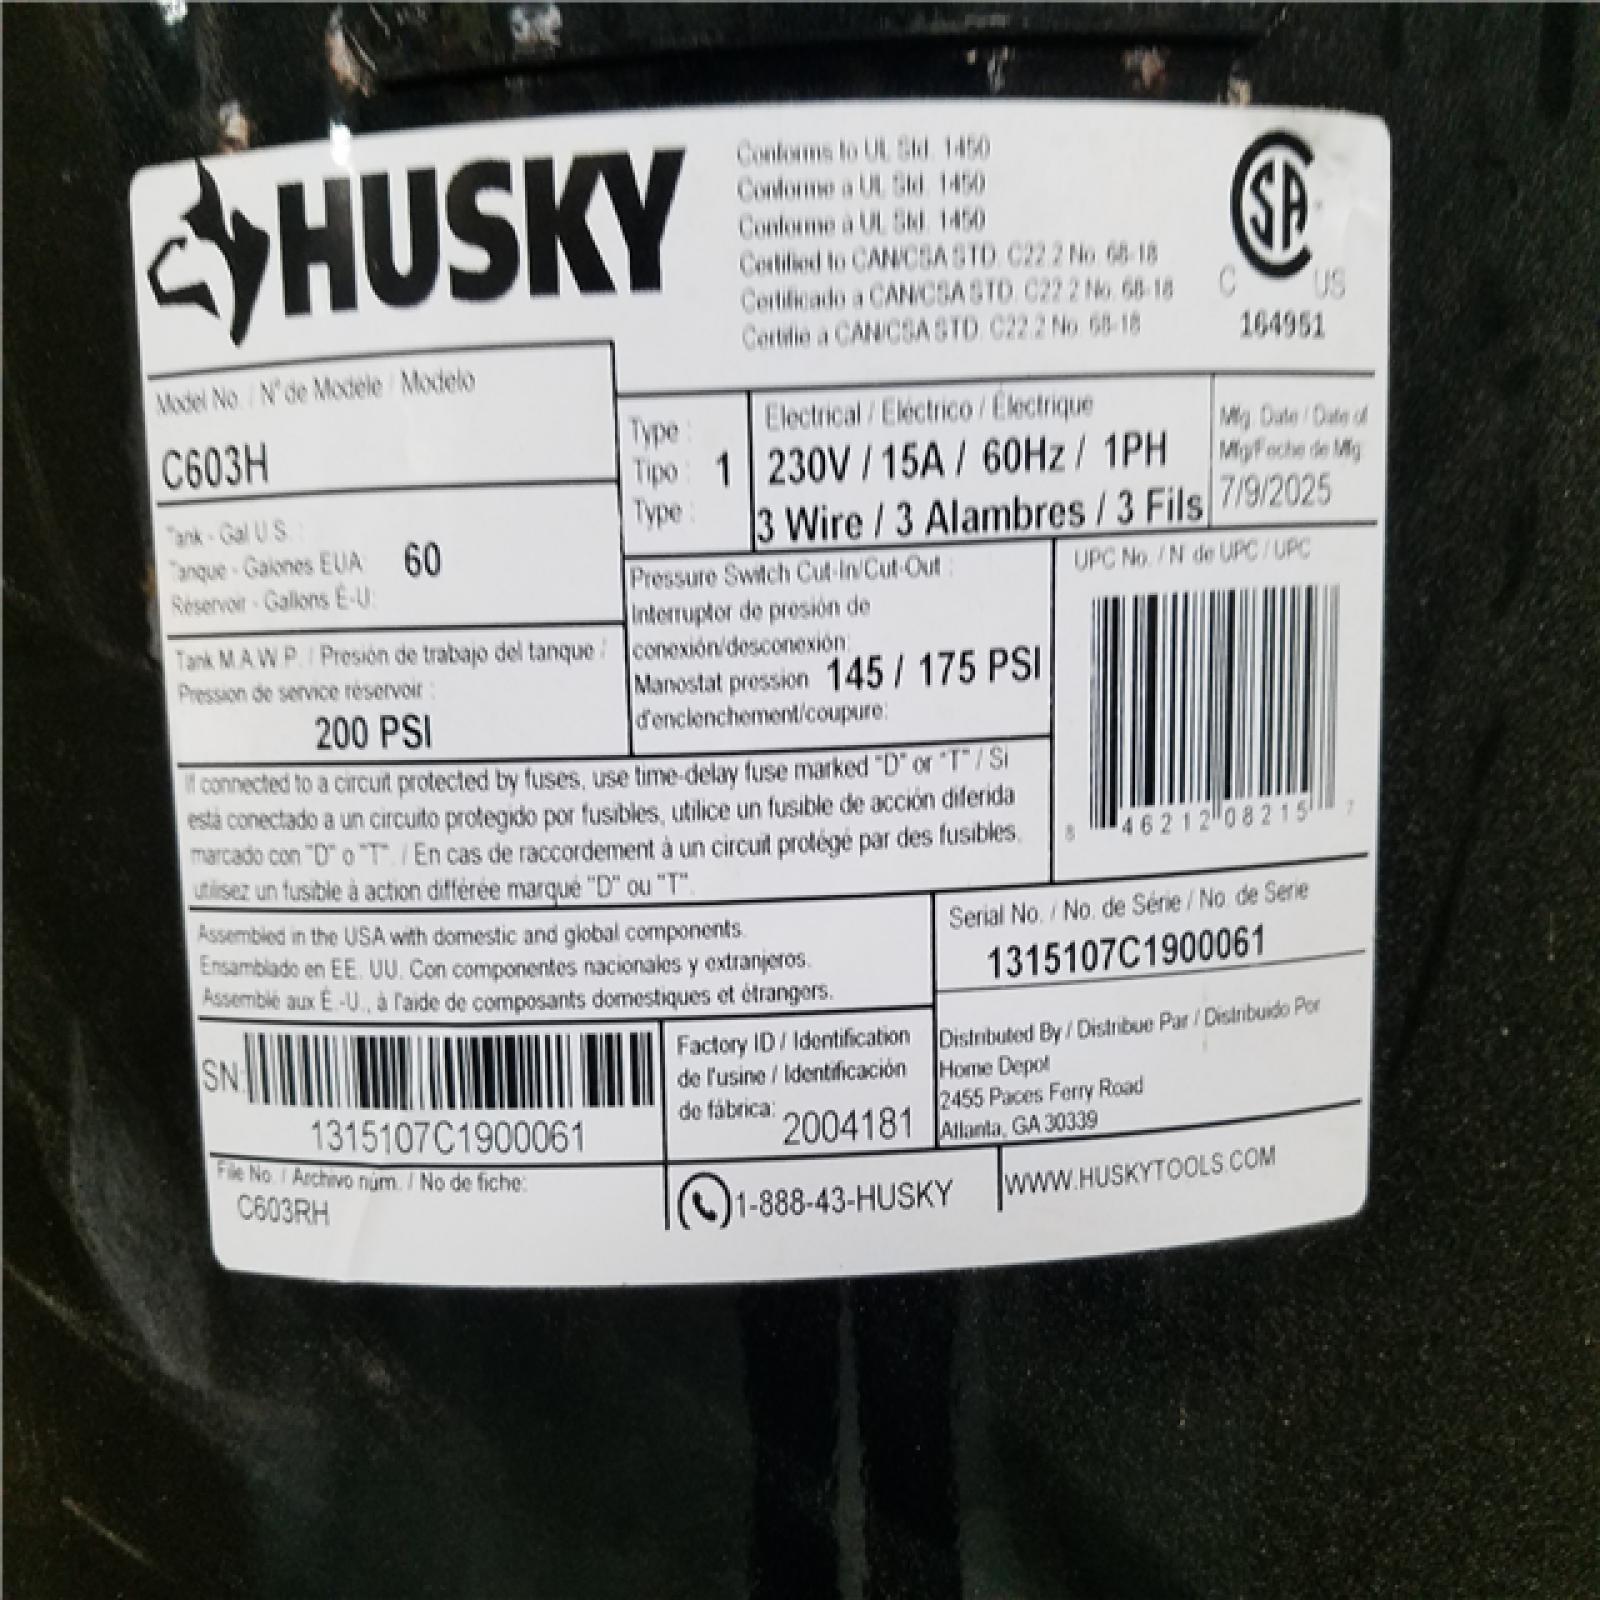 HUSKY
Conforms to UL Std. 1450
Conforme a UL Std. 1450
Conforme à UL Std. 1450
Certified to CAN/CSA STD. C22.2 No. 68-18
Certificado a CAN/CSA STD. C22.2 No. 68-18
Certifié a CAN/CSA STD. C22.2 No. 68-18
CSA
C US
164951
Model No. / N° de Modèle / Modelo
C603H
Type :
Tipo : 1
Type :
Electrical / Eléctrico / Électrique
230V / 15A / 60Hz / 1PH
3 Wire / 3 Alambres / 3 Fils
Mfg. Date / Date of
Mfg/Feche de Mfg
7/9/2025
Tank - Gal U.S. :
Tanque - Galones EUA: 60
Réservoir - Gallons É-U:
Tank M.A.W.P. / Presión de trabajo del tanque /
Pression de service réservoir :
200 PSI
Pressure Switch Cut-In/Cut-Out :
Interruptor de presión de
conexión/desconexión:
Manostat pression 145 / 175 PSI
d'enclenchement/coupure:
UPC No. / N° de UPC / UPC
8 46212 08215 7
If connected to a circuit protected by fuses, use time-delay fuse marked "D" or "T" / Si
está conectado a un circuito protegido por fusibles, utilice un fusible de acción diferida
marcado con "D" o "T". / En cas de raccordement à un circuit protégé par des fusibles,
utilisez un fusible à action différée marqué "D" ou "T".
Assembled in the USA with domestic and global components.
Ensamblado en EE. UU. Con componentes nacionales y extranjeros.
Assemblé aux É.-U., à l'aide de composants domestiques et étrangers.
Serial No. / No. de Série / No. de Serie
1315107C1900061
SN:
1315107C1900061
Factory ID / Identification
de l'usine / Identificación
de fábrica: 2004181
Distributed By / Distribue Par / Distribuido Por
Home Depot
2455 Paces Ferry Road
Atlanta, GA 30339
File No. / Archivo núm. / No de fiche:
C603RH
1-888-43-HUSKY
WWW.HUSKYTOOLS.COM